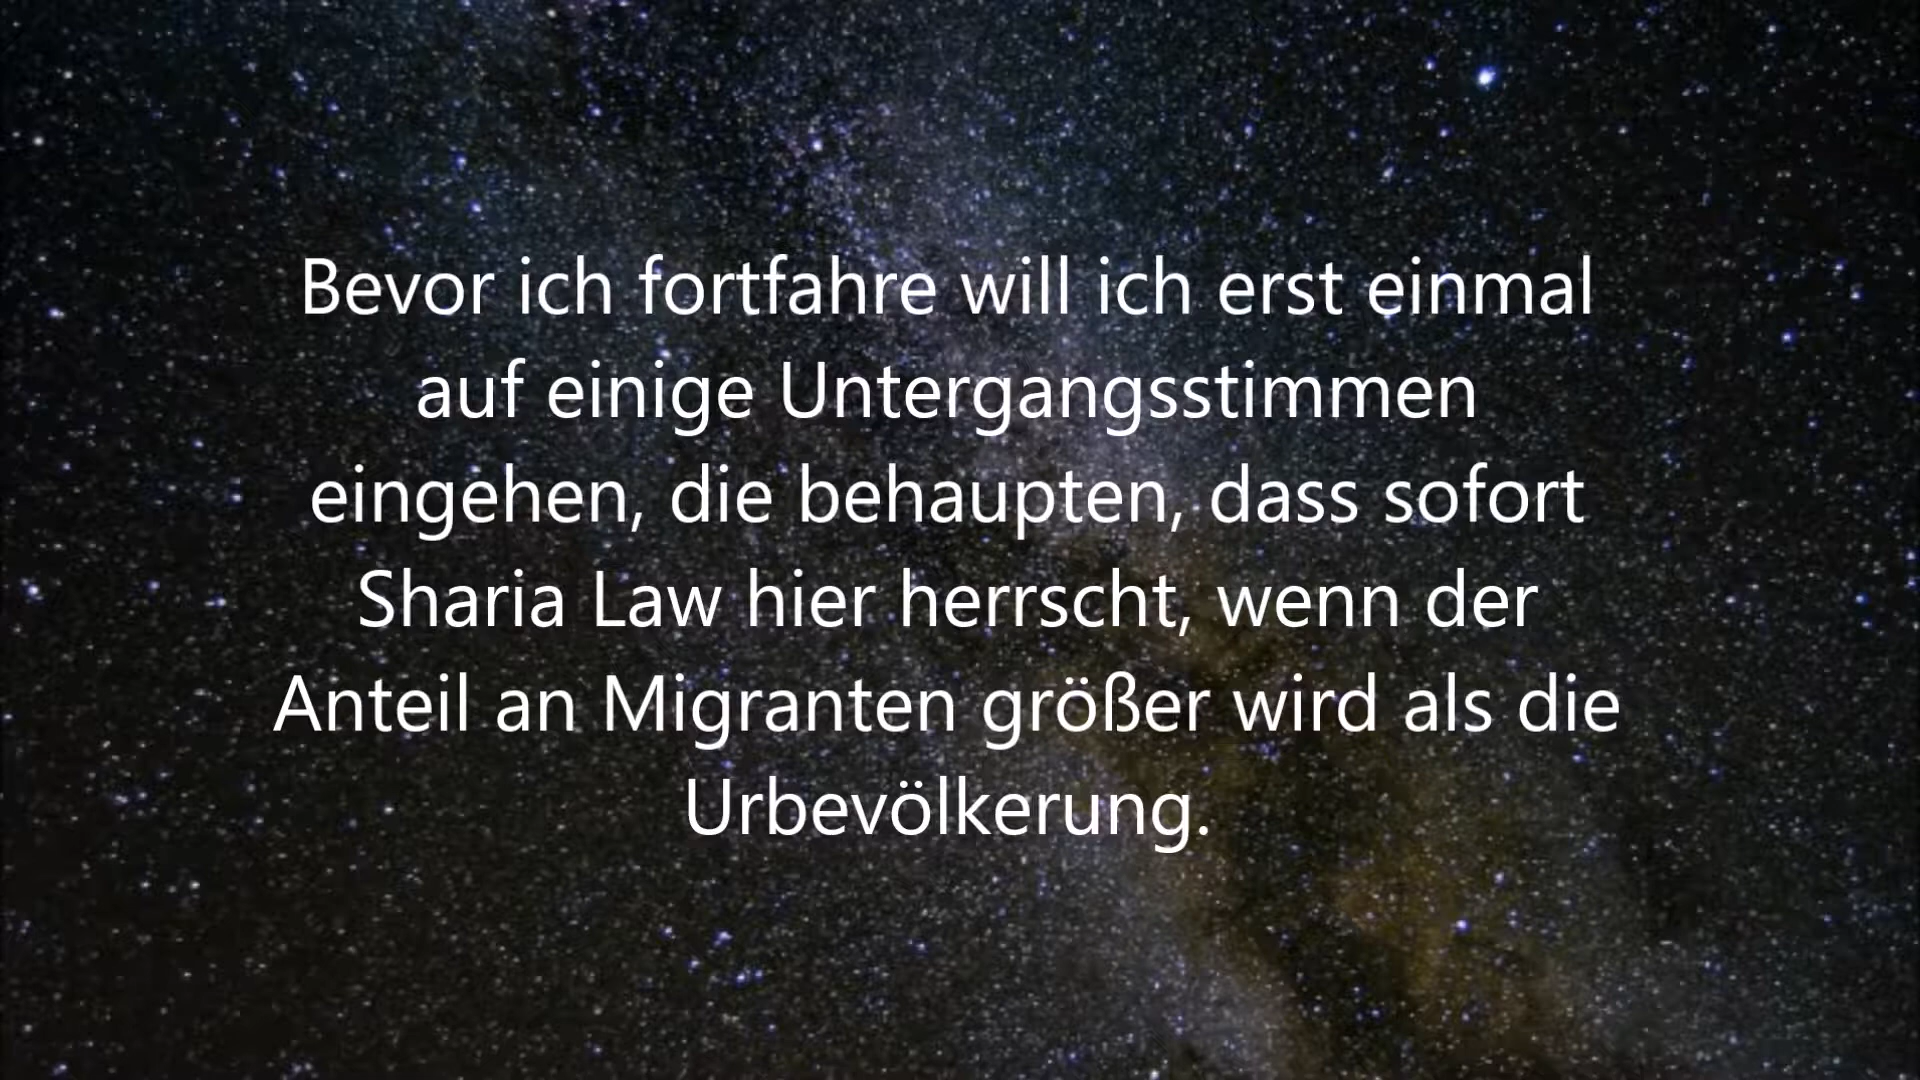 Bevor ich fortfahre will ich erst einmal
auf einige Untergangsstimmen
eingehen, die behaupten, dass sofort
Sharia Law hier herrscht, wenn der
Anteil an Migranten größer wird als die
Urbevölkerung.